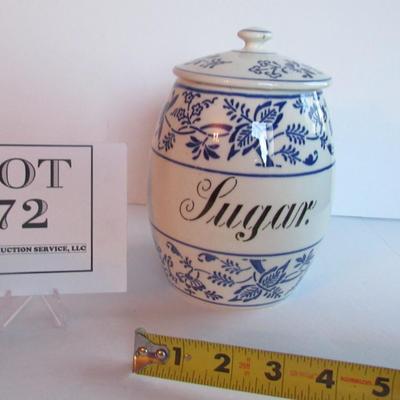 OT
72
UCTION SERVICE, LLC
Sugar.
1 2 3 4 5